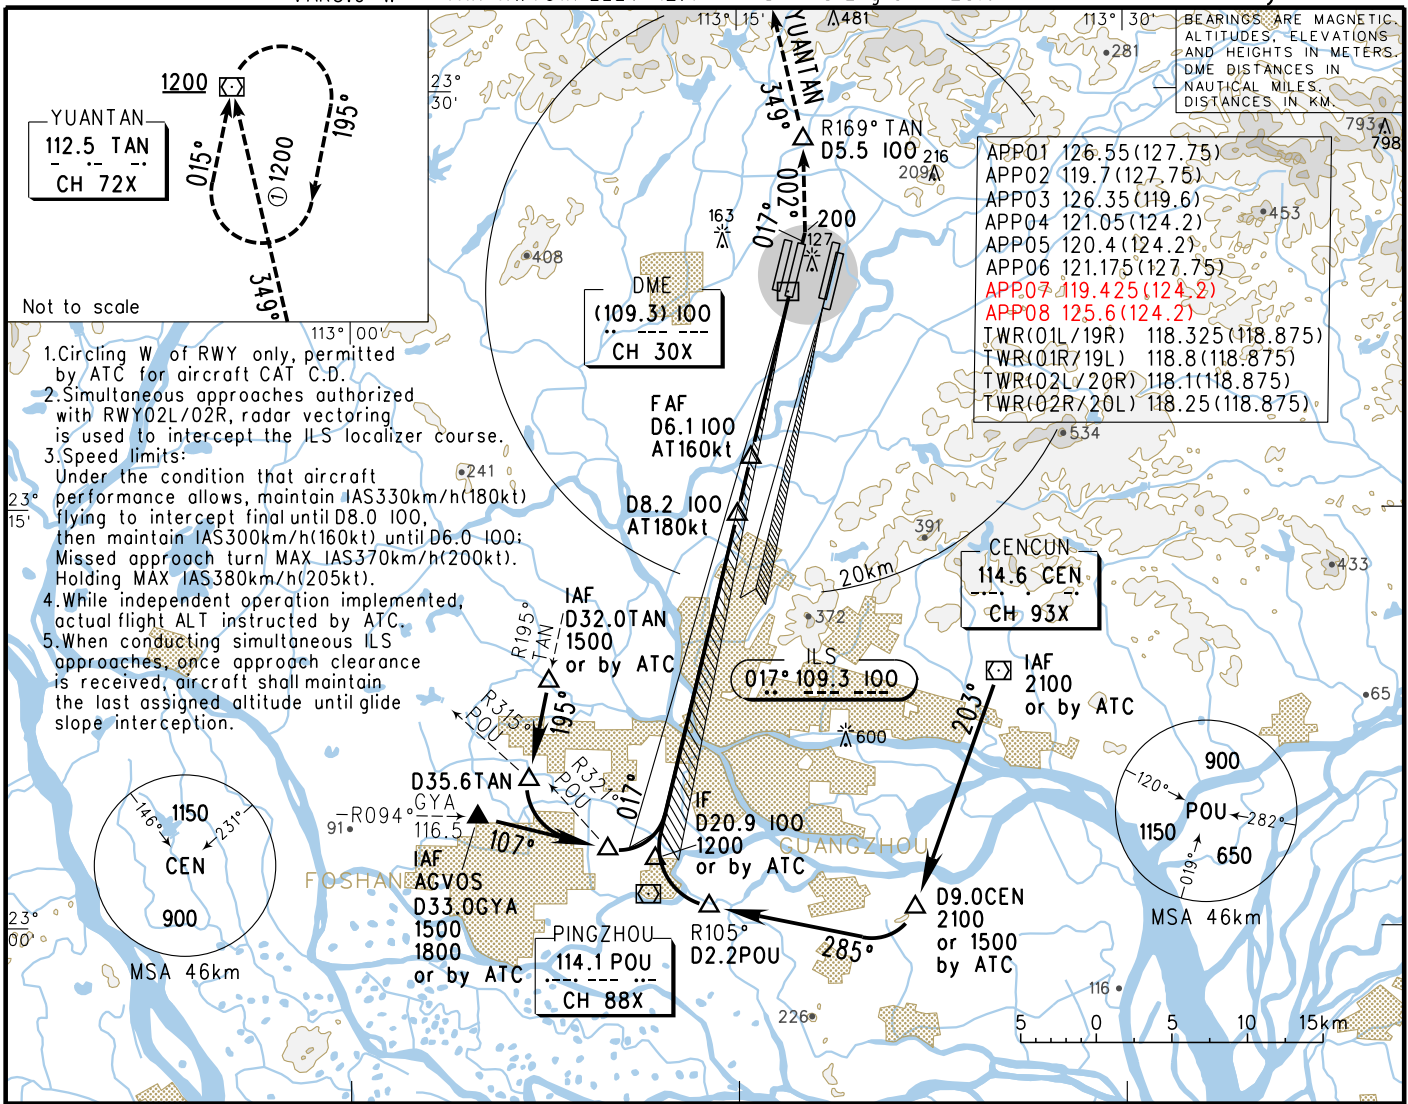 113° 15'
113° 30'
481
281
BEARINGS ARE MAGNETIC.
ALTITUDES, ELEVATIONS
AND HEIGHTS IN METERS.
DME DISTANCES IN
NAUTICAL MILES.
DISTANCES IN KM.
793
798
1200
YUANTAN
112.5 TAN
CH 72X
015°
① 1200
195°
349°
Not to scale
23°
30'
YUANTAN
349°
R169° TAN
D5.5 IOO
216
209
002°
017°
200
127
163
408
453
APP01 126.55(127.75)
APP02 119.7(127.75)
APP03 126.35(119.6)
APP04 121.05(124.2)
APP05 120.4(124.2)
APP06 121.175(127.75)
APP07 119.425(124.2)
APP08 125.6(124.2)
TWR(01L/19R) 118.325(118.875)
TWR(01R/19L) 118.8(118.875)
TWR(02L/20R) 118.1(118.875)
TWR(02R/20L) 118.25(118.875)
DME
(109.3) IOO
CH 30X
113° 00'
1.Circling W of RWY only, permitted
by ATC for aircraft CAT C.D.
2.Simultaneous approaches authorized
with RWY02L/02R, radar vectoring
is used to intercept the ILS localizer course.
3.Speed limits:
Under the condition that aircraft
performance allows, maintain IAS330km/h(180kt)
flying to intercept final until D8.0 IOO,
then maintain IAS300km/h(160kt) until D6.0 IOO;
Missed approach turn MAX IAS370km/h(200kt).
Holding MAX IAS380km/h(205kt).
4.While independent operation implemented,
actual flight ALT instructed by ATC.
5.When conducting simultaneous ILS
approaches, once approach clearance
is received, aircraft shall maintain
the last assigned altitude until glide
slope interception.
241
23°
15'
FAF
D6.1 IOO
AT160kt
D8.2 IOO
AT180kt
534
391
433
20km
372
CENCUN
114.6 CEN
CH 93X
IAF
D32.0TAN
1500
or by ATC
R195°
TAN
195°
ILS
017° 109.3 IOO
IAF
2100
or by ATC
203°
65
600
R315°
POU
R327°
POU
017°
D35.6TAN
R094°
GYA
116.5
107°
91
IAF
AGVOS
D33.0GYA
1500
1800
or by ATC
FOSHAN
IF
D20.9 IOO
1200
or by ATC
GUANGZHOU
146°
1150
231°
CEN
900
MSA 46km
120°
900
POU
282°
1150
019°
650
MSA 46km
23°
00'
PINGZHOU
114.1 POU
CH 88X
R105°
D2.2POU
285°
D9.0CEN
2100
or 1500
by ATC
226
116
5 0 5 10 15km